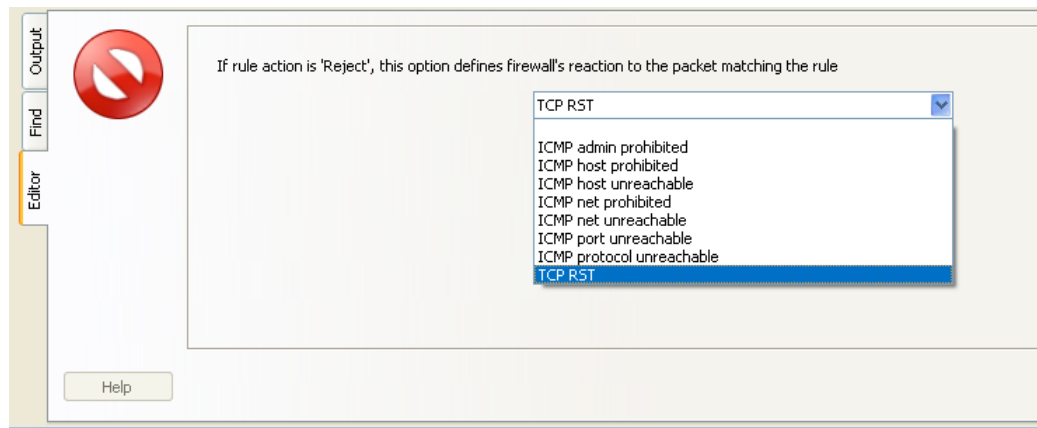 Output
Find
Editor
If rule action is 'Reject', this option defines firewall's reaction to the packet matching the rule
TCP RST
ICMP admin prohibited
ICMP host prohibited
ICMP host unreachable
ICMP net prohibited
ICMP net unreachable
ICMP port unreachable
ICMP protocol unreachable
TCP RST
Help